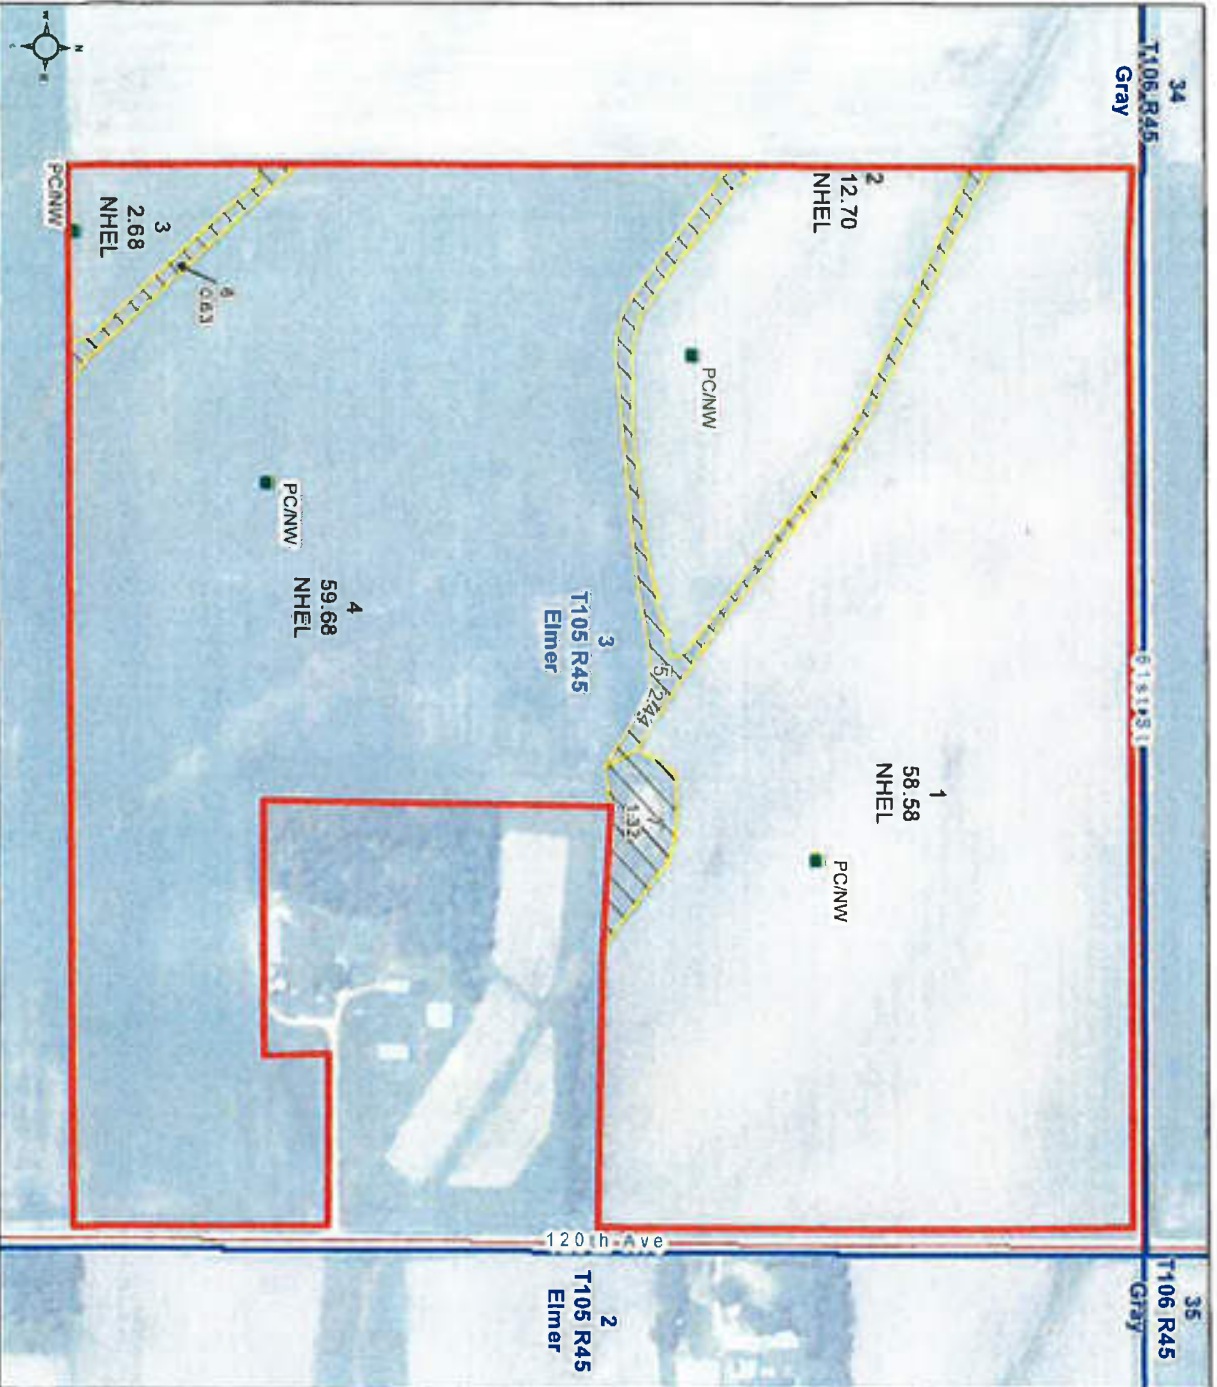 34
T106 R45
Gray
61st St
35
T106 R45
Gray
2
12.70
NHEL
1
58.58
NHEL
PC/NW
PC/NW
5
2.44
1.32
3
T105 R45
Elmer
120th Ave
2
T105 R45
Elmer
4
59.68
NHEL
PC/NW
6
0.63
3
2.68
NHEL
PC/NW
N
W
E